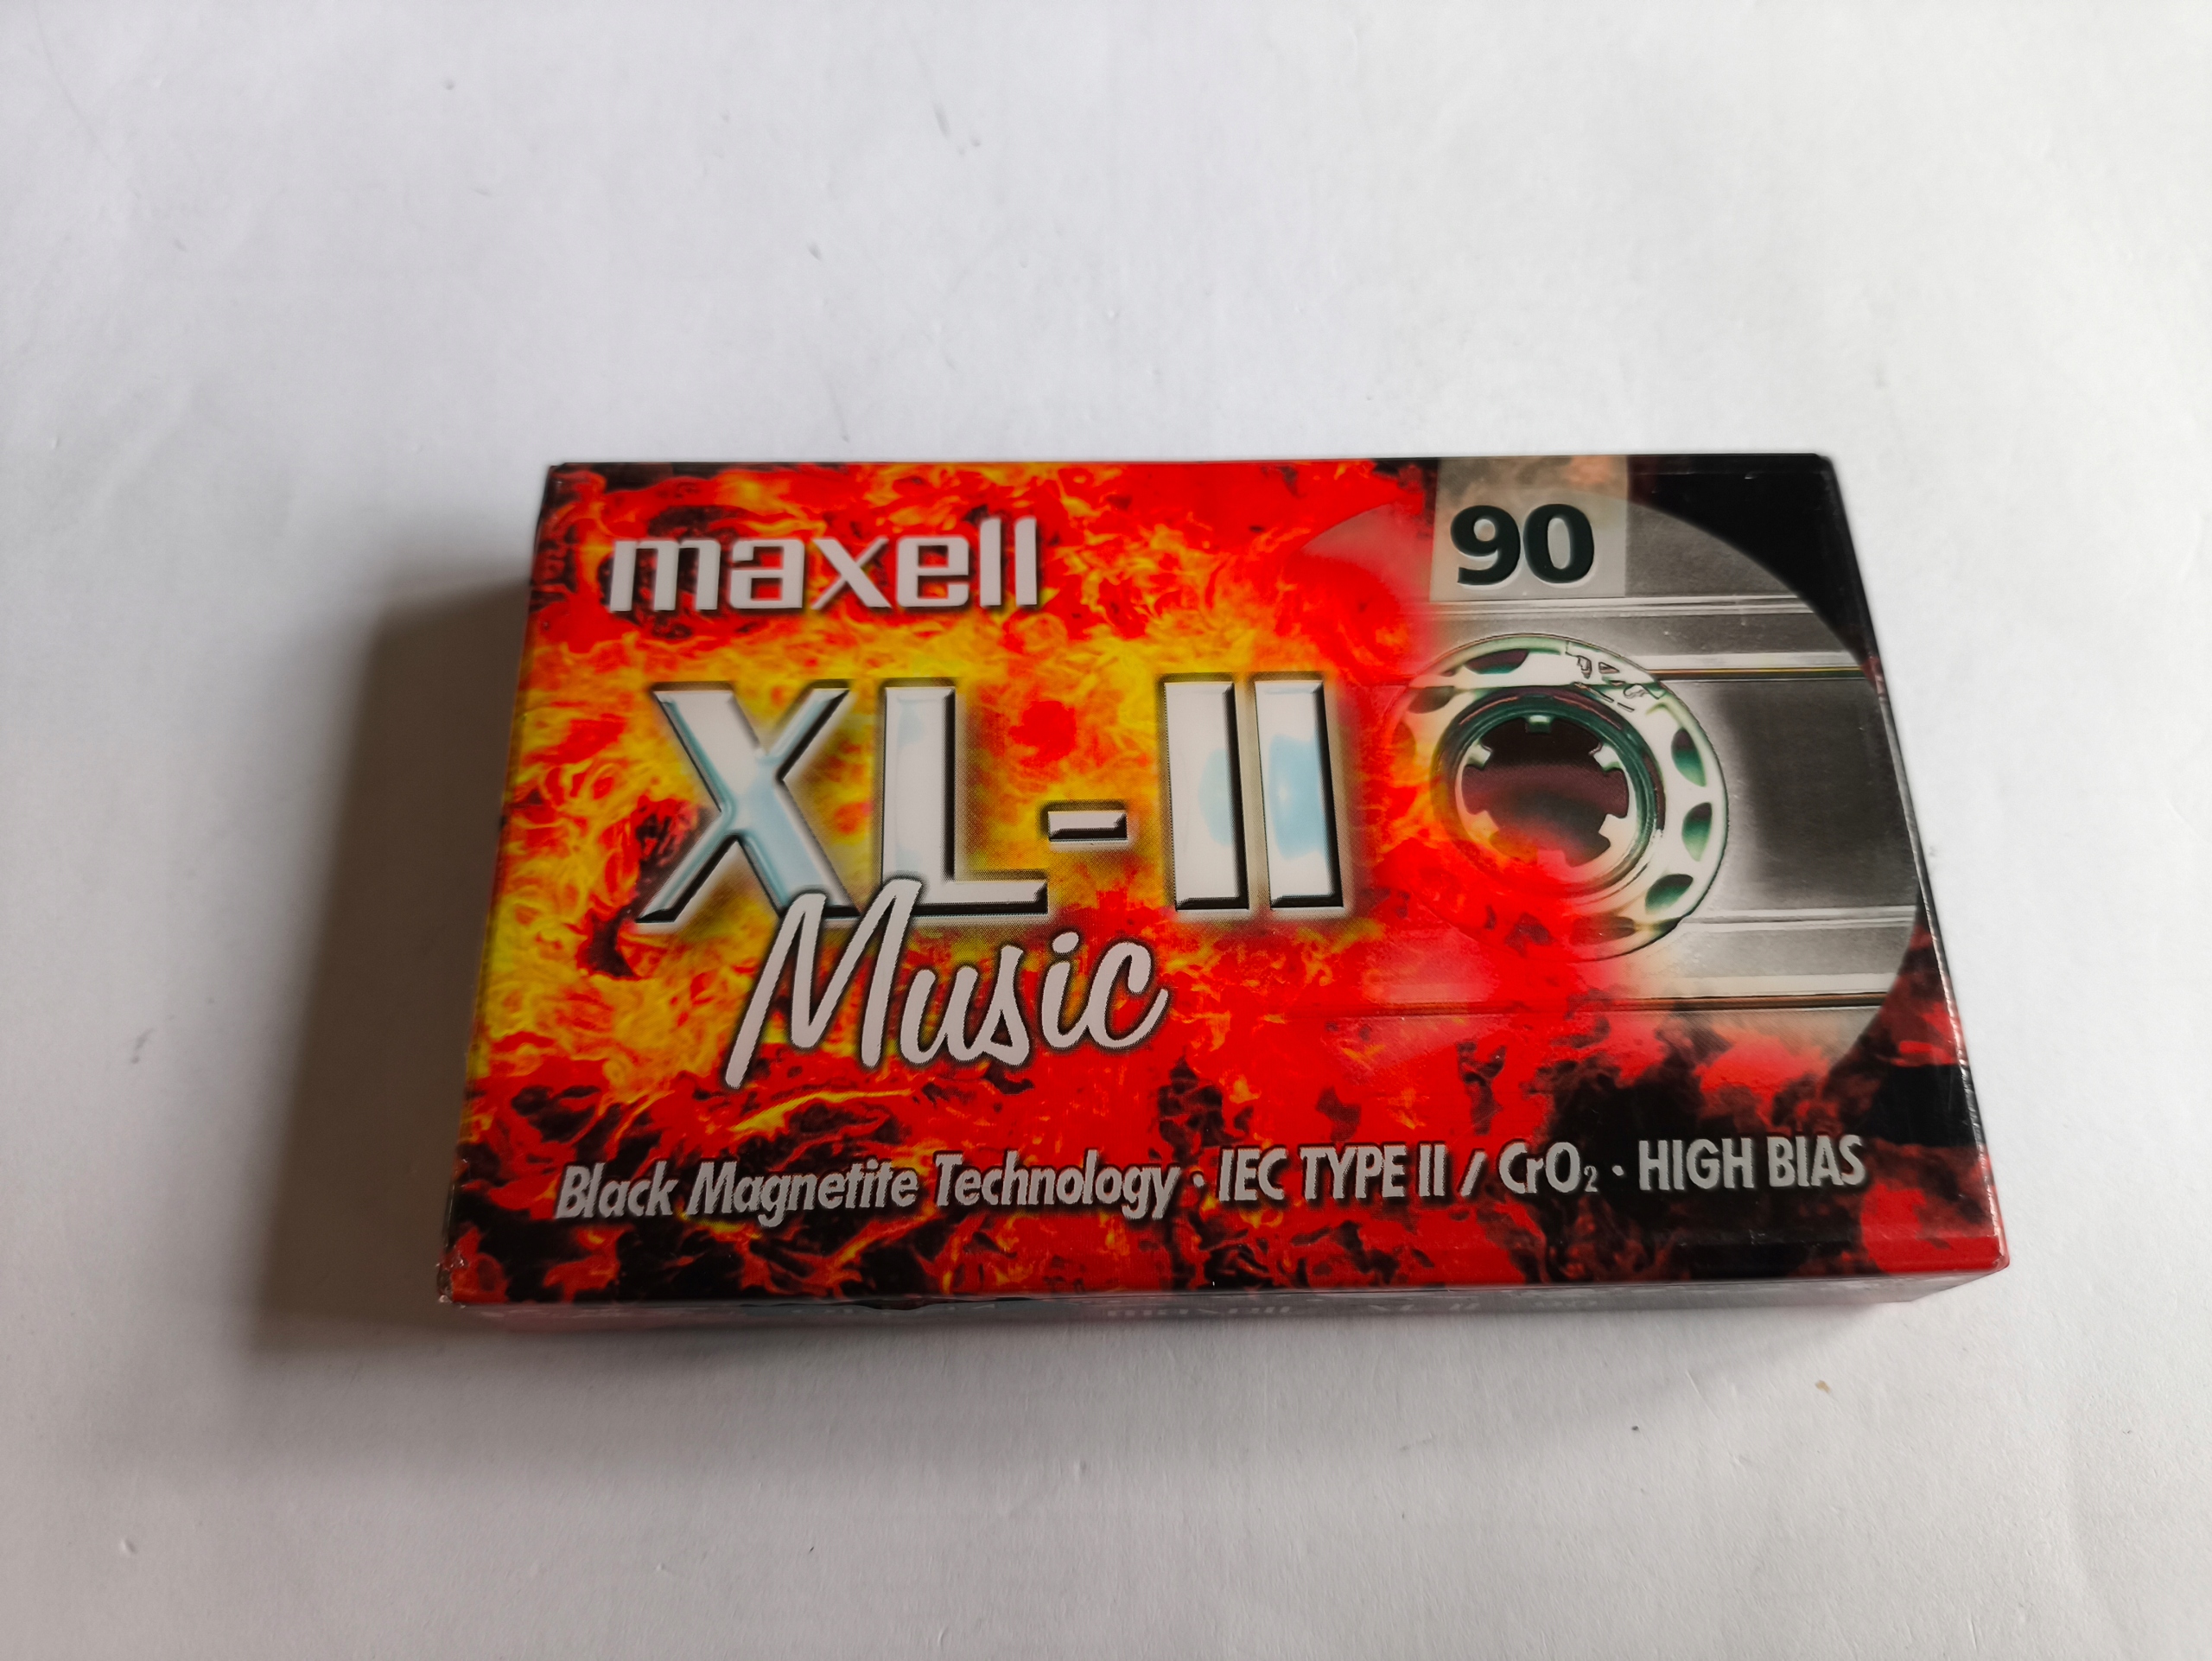 maxell
90
XL-II
Music
Black Magnetite Technology · IEC TYPE II / CrO₂ · HIGH BIAS